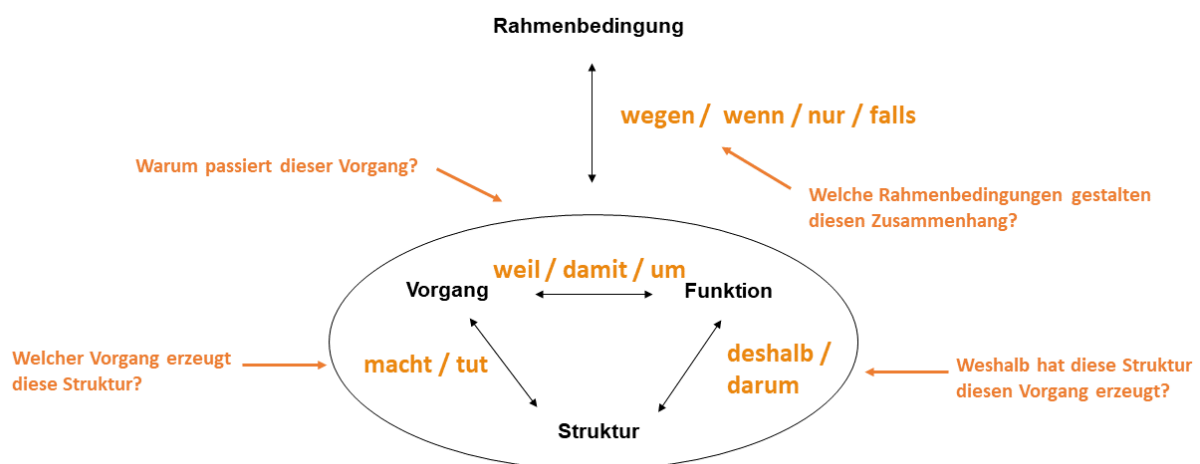 Rahmenbedingung
wegen / wenn / nur / falls
Warum passiert dieser Vorgang?
Welche Rahmenbedingungen gestalten
diesen Zusammenhang?
weil / damit / um
Vorgang
Funktion
Welcher Vorgang erzeugt
diese Struktur?
macht / tut
deshalb /
darum
Weshalb hat diese Struktur
diesen Vorgang erzeugt?
Struktur